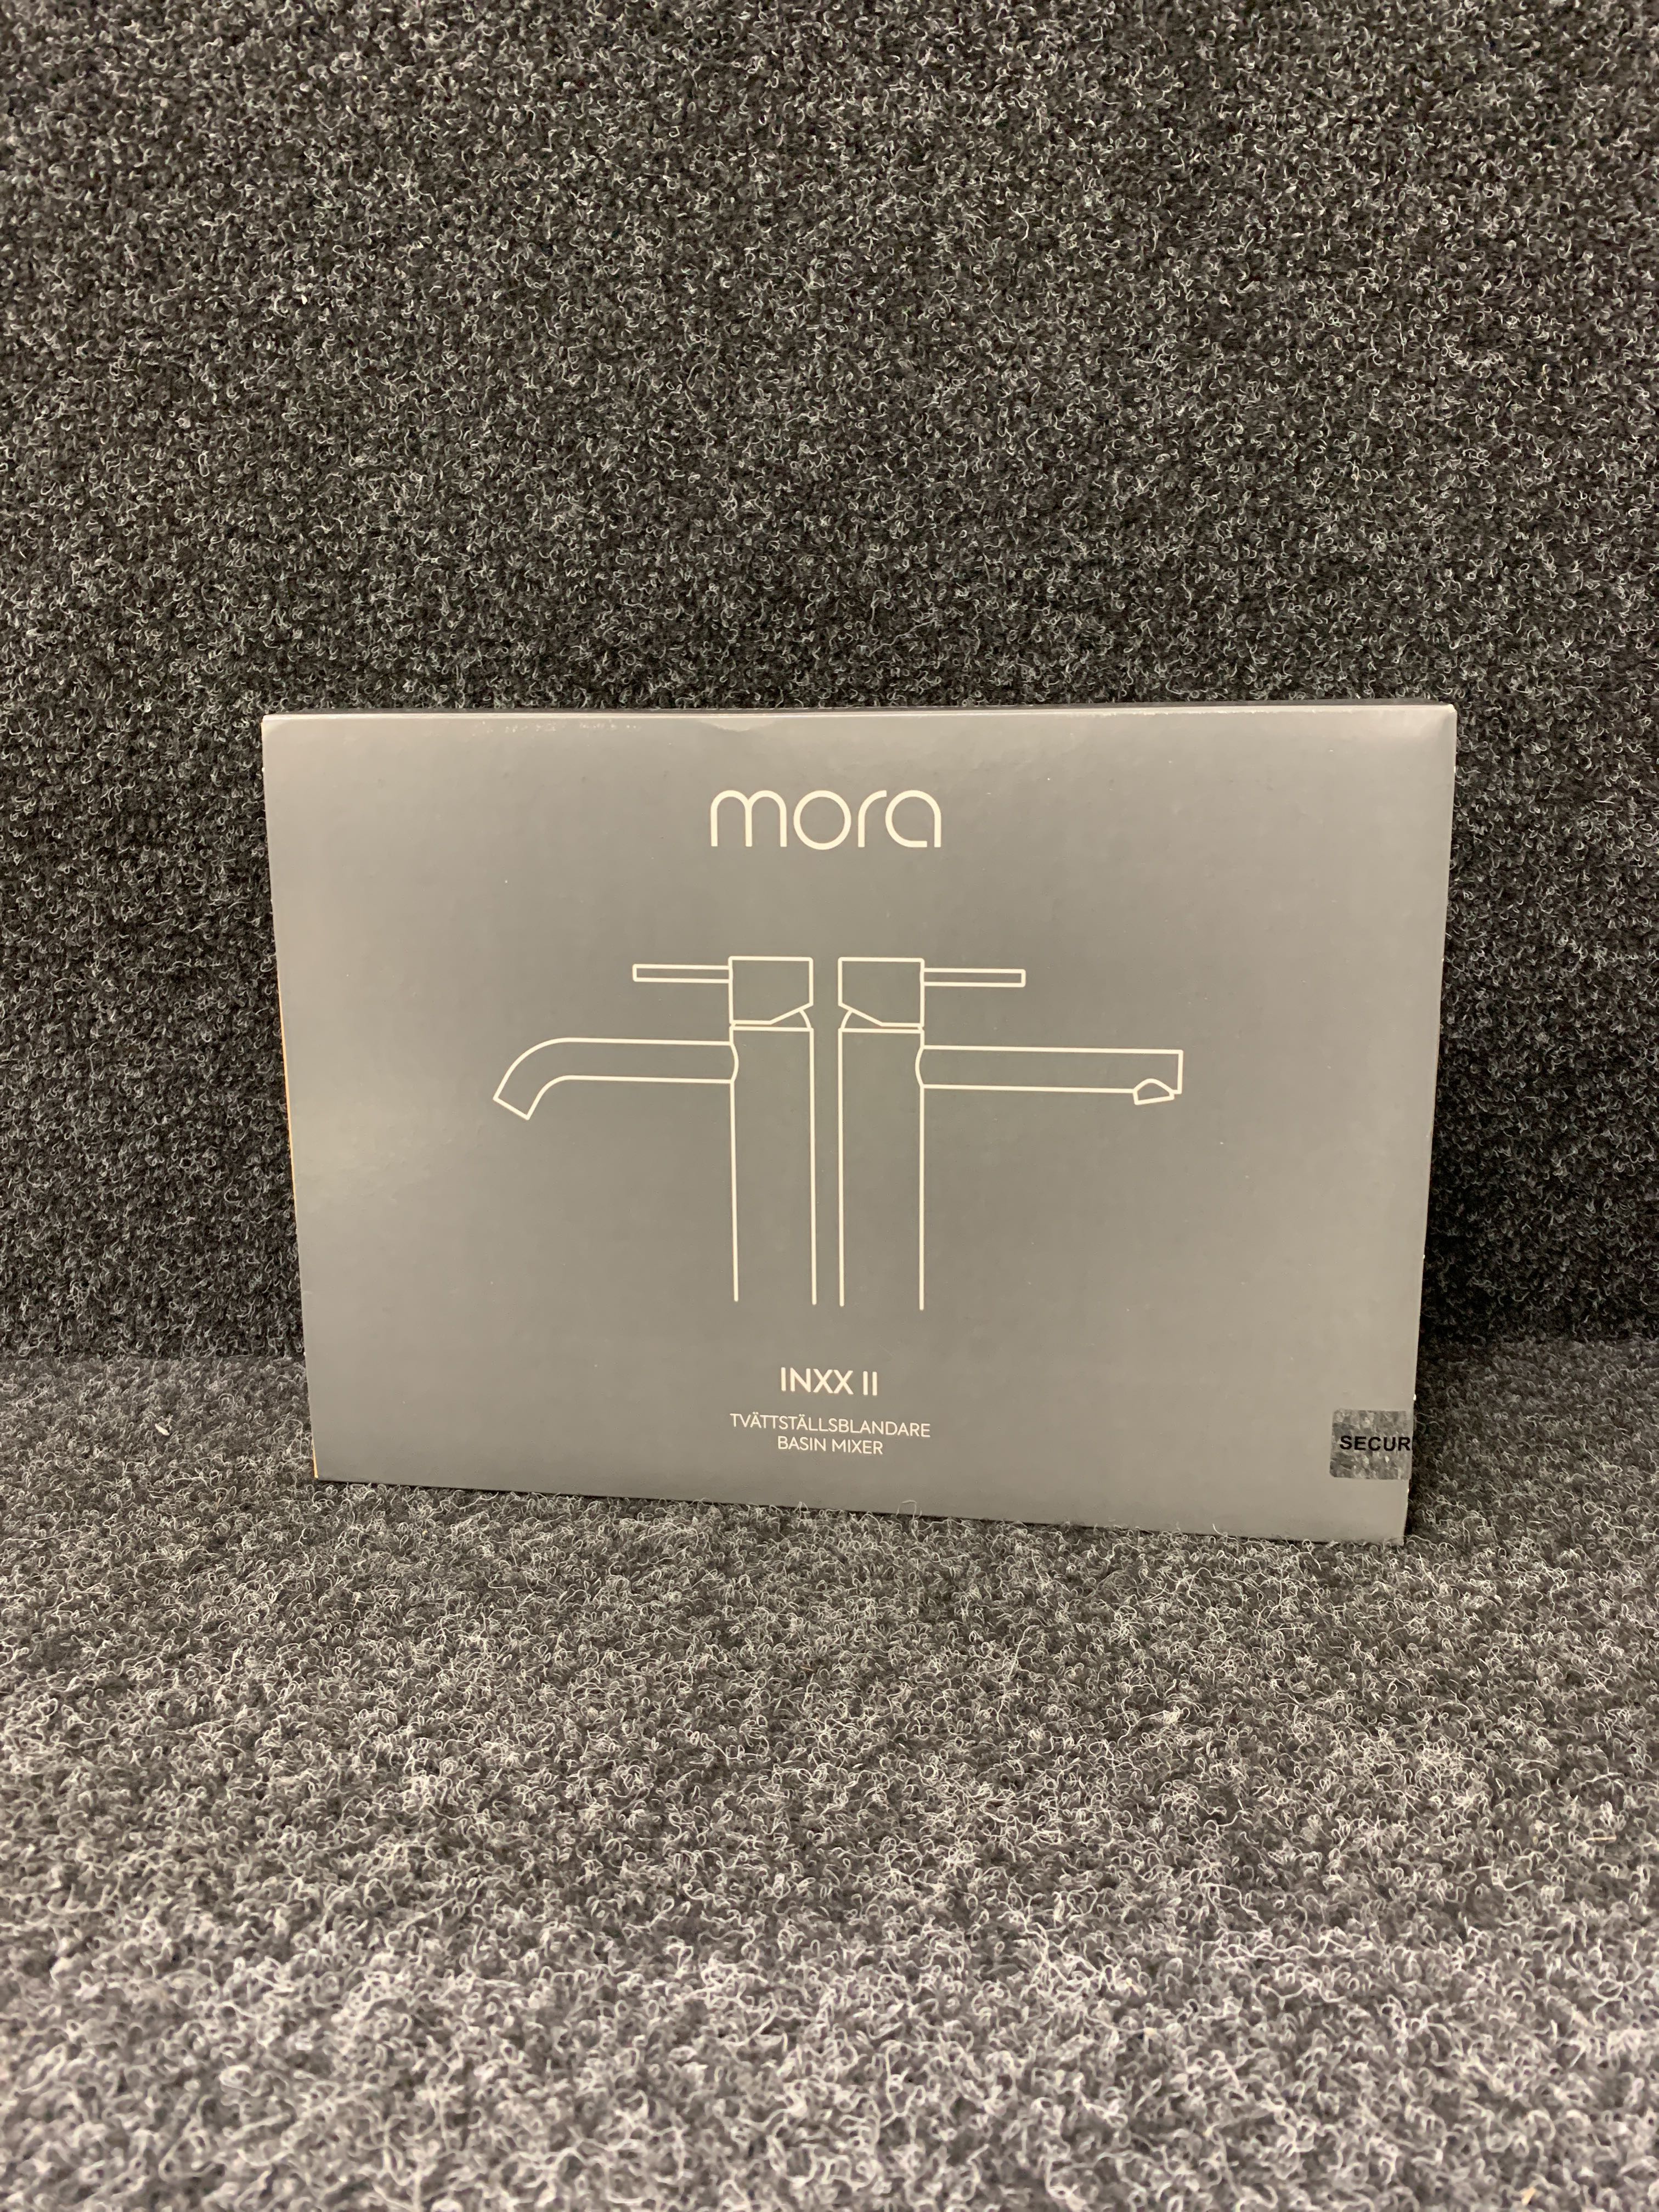 mora
INXX II
TVÄTTSTÄLLSBLANDARE
BASIN MIXER
SECUR